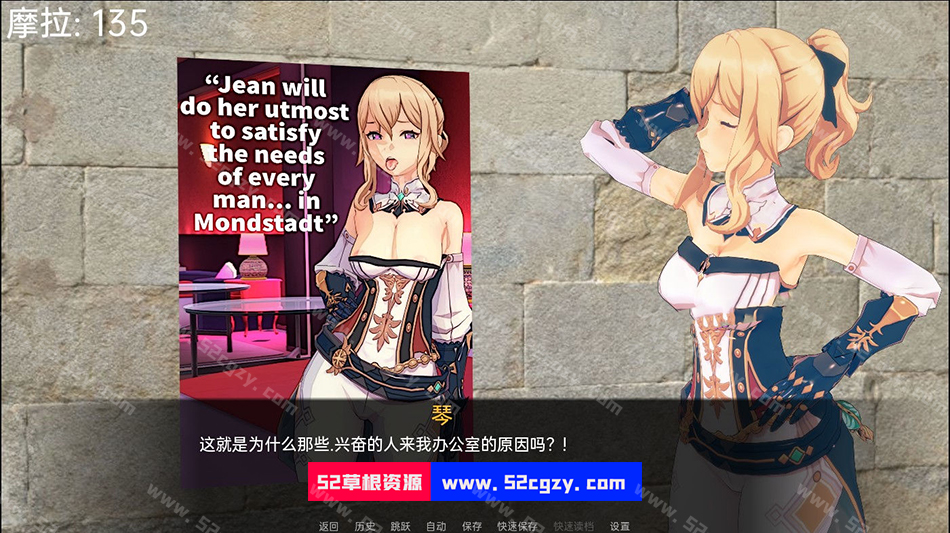 摩拉: 135
“Jean will
do her utmost
to satisfy
the needs
of every
man... in
Mondstadt”
琴
这就是为什么那些.兴奋的人来我办公室的原因吗?!
52草根资源 www.52cgzy.com
返回 历史 跳跃 自动 保存 快速保存 快速读档 设置